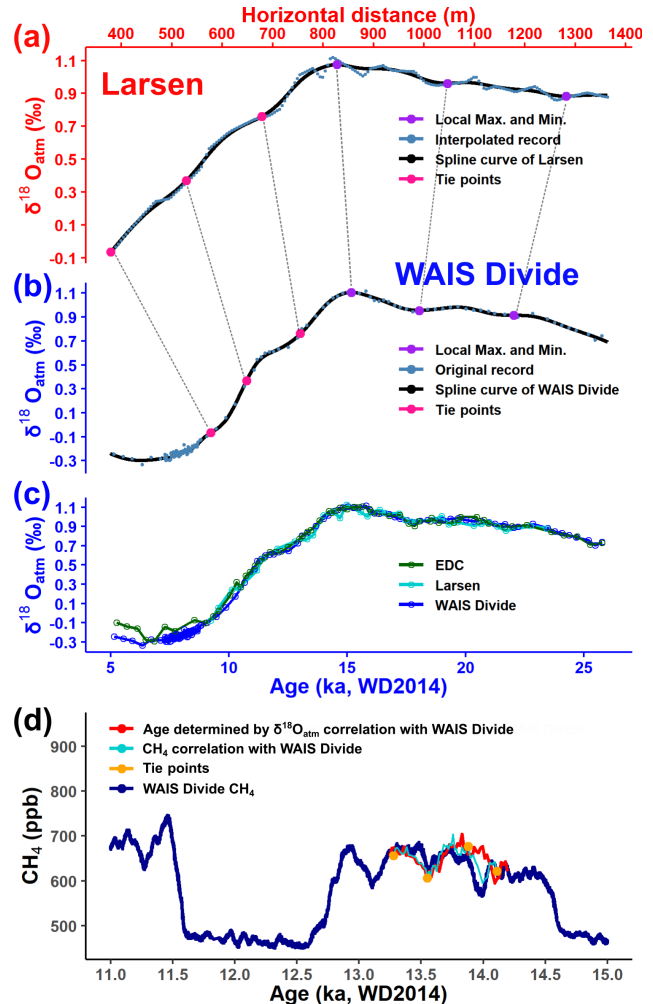 Horizontal distance (m)
400 500 600 700 800 900 1000 1100 1200 1300 1400
(a)
Larsen
δ18 Oatm (‰)
1.1
0.9
0.7
0.5
0.3
0.1
-0.1
Local Max. and Min.
Interpolated record
Spline curve of Larsen
Tie points
(b)
WAIS Divide
δ18 Oatm (‰)
1.1
0.9
0.7
0.5
0.3
0.1
-0.1
-0.3
Local Max. and Min.
Original record
Spline curve of WAIS Divide
Tie points
(c)
δ18 Oatm (‰)
1.1
0.9
0.7
0.5
0.3
0.1
-0.1
-0.3
EDC
Larsen
WAIS Divide
5 10 15 20 25
Age (ka, WD2014)
(d)
Age determined by δ18Oatm correlation with WAIS Divide
CH4 correlation with WAIS Divide
Tie points
WAIS Divide CH4
CH4 (ppb)
900
800
700
600
500
11.0 11.5 12.0 12.5 13.0 13.5 14.0 14.5 15.0
Age (ka, WD2014)